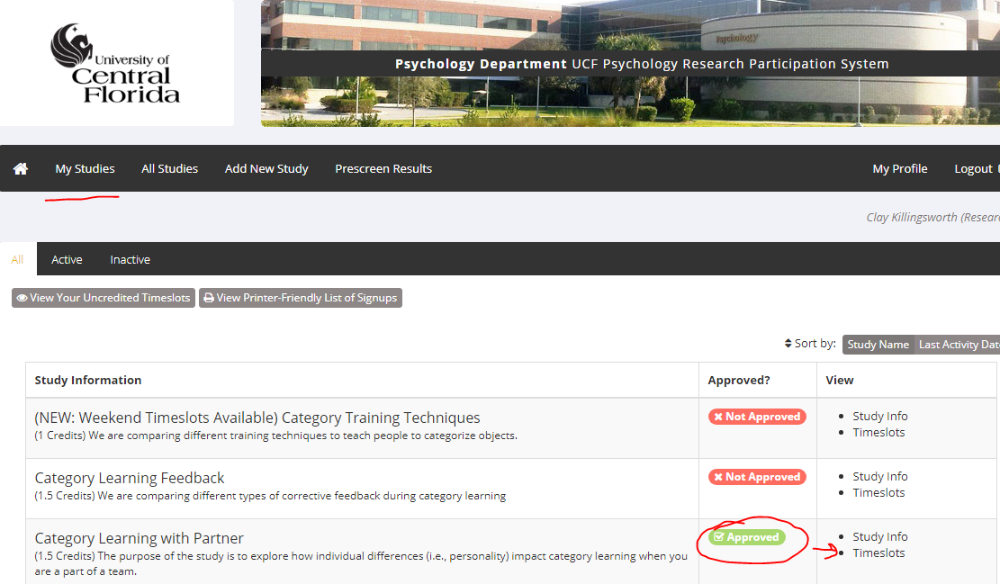 University of
Central
Florida
Psychology
Psychology Department UCF Psychology Research Participation System
My Studies All Studies Add New Study Prescreen Results My Profile Logout
Clay Killingsworth (Resear
All Active Inactive
View Your Uncredited Timeslots View Printer-Friendly List of Signups
Sort by: Study Name Last Activity Dat
Study Information Approved? View
(NEW: Weekend Timeslots Available) Category Training Techniques Not Approved Study Info
(1 Credits) We are comparing different training techniques to teach people to categorize objects. Timeslots
Category Learning Feedback Not Approved Study Info
(1.5 Credits) We are comparing different types of corrective feedback during category learning Timeslots
Category Learning with Partner Approved Study Info
(1.5 Credits) The purpose of the study is to explore how individual differences (i.e., personality) impact category learning when you Timeslots
are a part of a team.